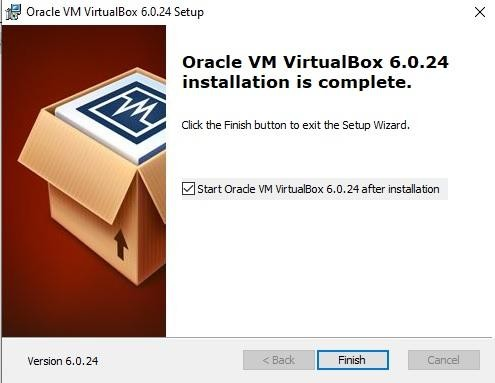 Oracle VM VirtualBox 6.0.24 Setup
Oracle VM VirtualBox 6.0.24
installation is complete.
Click the Finish button to exit the Setup Wizard.
Start Oracle VM VirtualBox 6.0.24 after installation
Version 6.0.24
< Back
Finish
Cancel